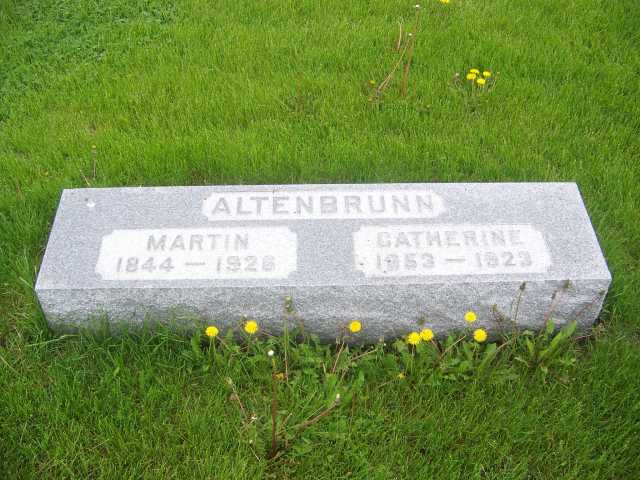 ALTENBRUNN
MARTIN
1844 — 1926
CATHERINE
1853 — 1923